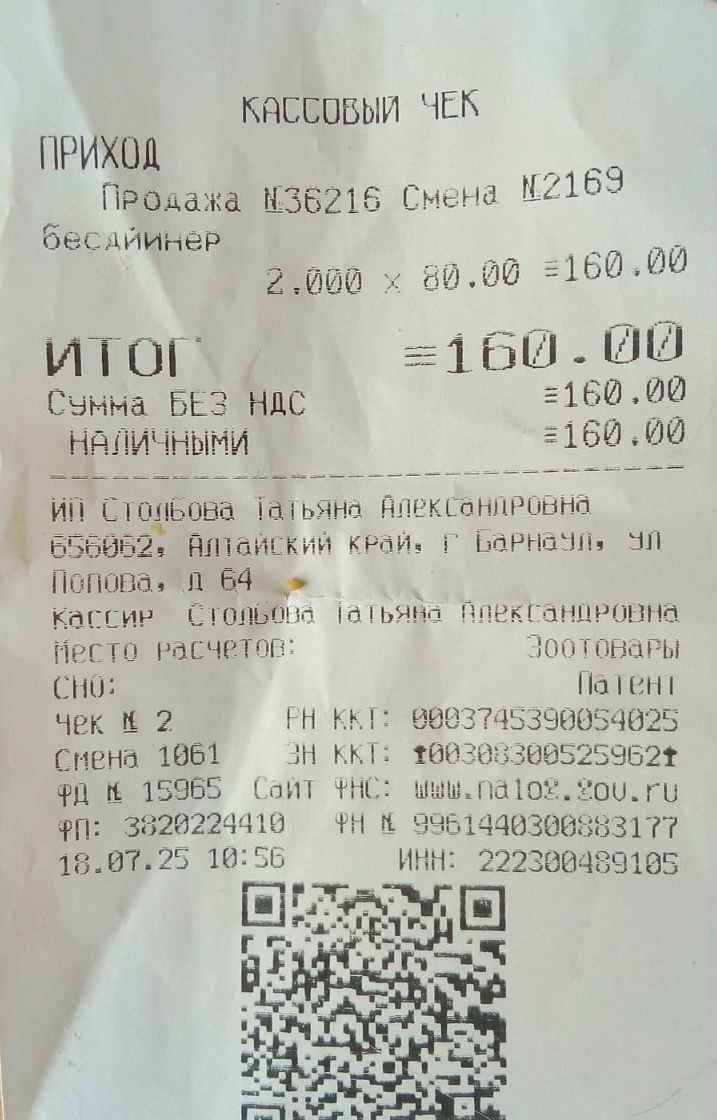 КАССОВЫЙ ЧЕК
ПРИХОД
Продажа №36216 Смена №2169
бесдйинер
2.000 x 80.00 ≡160.00
ИТОГ ≡160.00
Сумма БЕЗ НДС ≡160.00
НАЛИЧНЫМИ ≡160.00
ИП Столбова Татьяна Александровна
656062, Алтайский край, г Барнаул, ул
Попова, д 64
Кассир Столбова Татьяна Александровна
Место расчетов: Зоотовары
СНО: Патент
Чек № 2 РН ККТ: 0003745390054025
Смена 1061 ЗН ККТ: 00308300525962
ФД № 15965 Сайт ФНС: www.nalog.gov.ru
ФП: 3820224410 ФН № 9961440300883177
18.07.25 10:56 ИНН: 222300489105